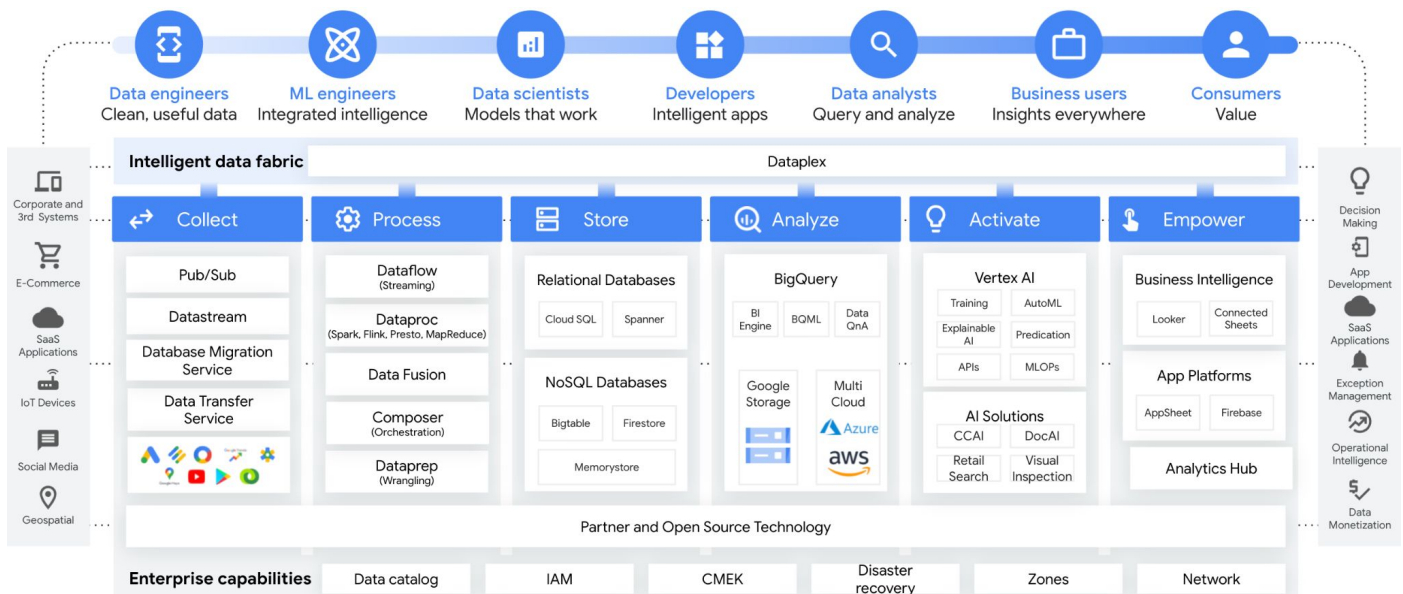 Data engineers
Clean, useful data
ML engineers
Integrated intelligence
Data scientists
Models that work
Developers
Intelligent apps
Data analysts
Query and analyze
Business users
Insights everywhere
Consumers
Value
Intelligent data fabric
Dataplex
Corporate and
3rd Systems
E-Commerce
SaaS
Applications
IoT Devices
Social Media
Geospatial
Collect
Pub/Sub
Datastream
Database Migration
Service
Data Transfer
Service
Process
Dataflow
(Streaming)
Dataproc
(Spark, Flink, Presto, MapReduce)
Data Fusion
Composer
(Orchestration)
Dataprep
(Wrangling)
Store
Relational Databases
Cloud SQL
Spanner
NoSQL Databases
Bigtable
Firestore
Memorystore
Analyze
BigQuery
BI
Engine
BQML
Data
QnA
Google
Storage
Multi
Cloud
Azure
aws
Activate
Vertex AI
Training
AutoML
Explainable
AI
Predication
APIs
MLOPs
AI Solutions
CCAI
DocAI
Retail
Search
Visual
Inspection
Empower
Business Intelligence
Looker
Connected
Sheets
App Platforms
AppSheet
Firebase
Analytics Hub
Decision
Making
App
Development
SaaS
Applications
Exception
Management
Operational
Intelligence
Data
Monetization
Partner and Open Source Technology
Enterprise capabilities
Data catalog
IAM
CMEK
Disaster
recovery
Zones
Network